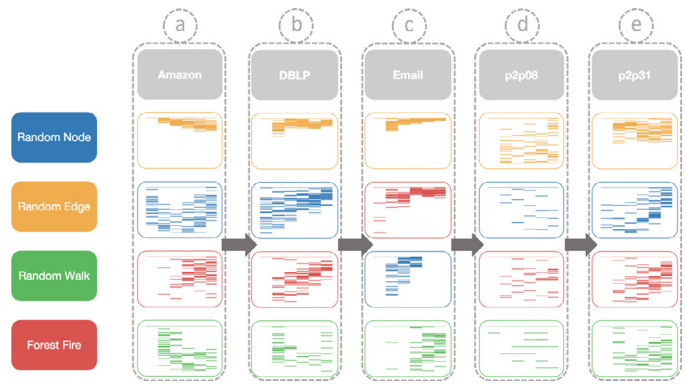 a b c d e
Amazon DBLP Email p2p08 p2p31
Random Node
Random Edge
Random Walk
Forest Fire